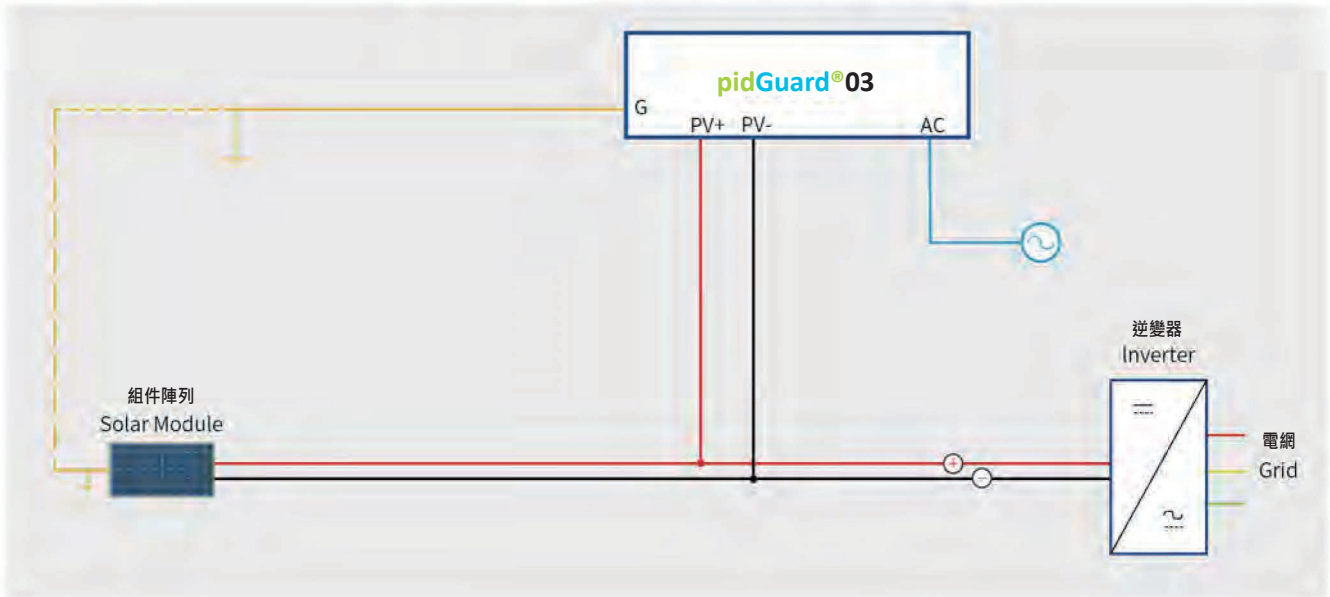 pidGuard®03
G
PV+ PV- AC
逆變器
Inverter
組件陣列
Solar Module
電網
Grid